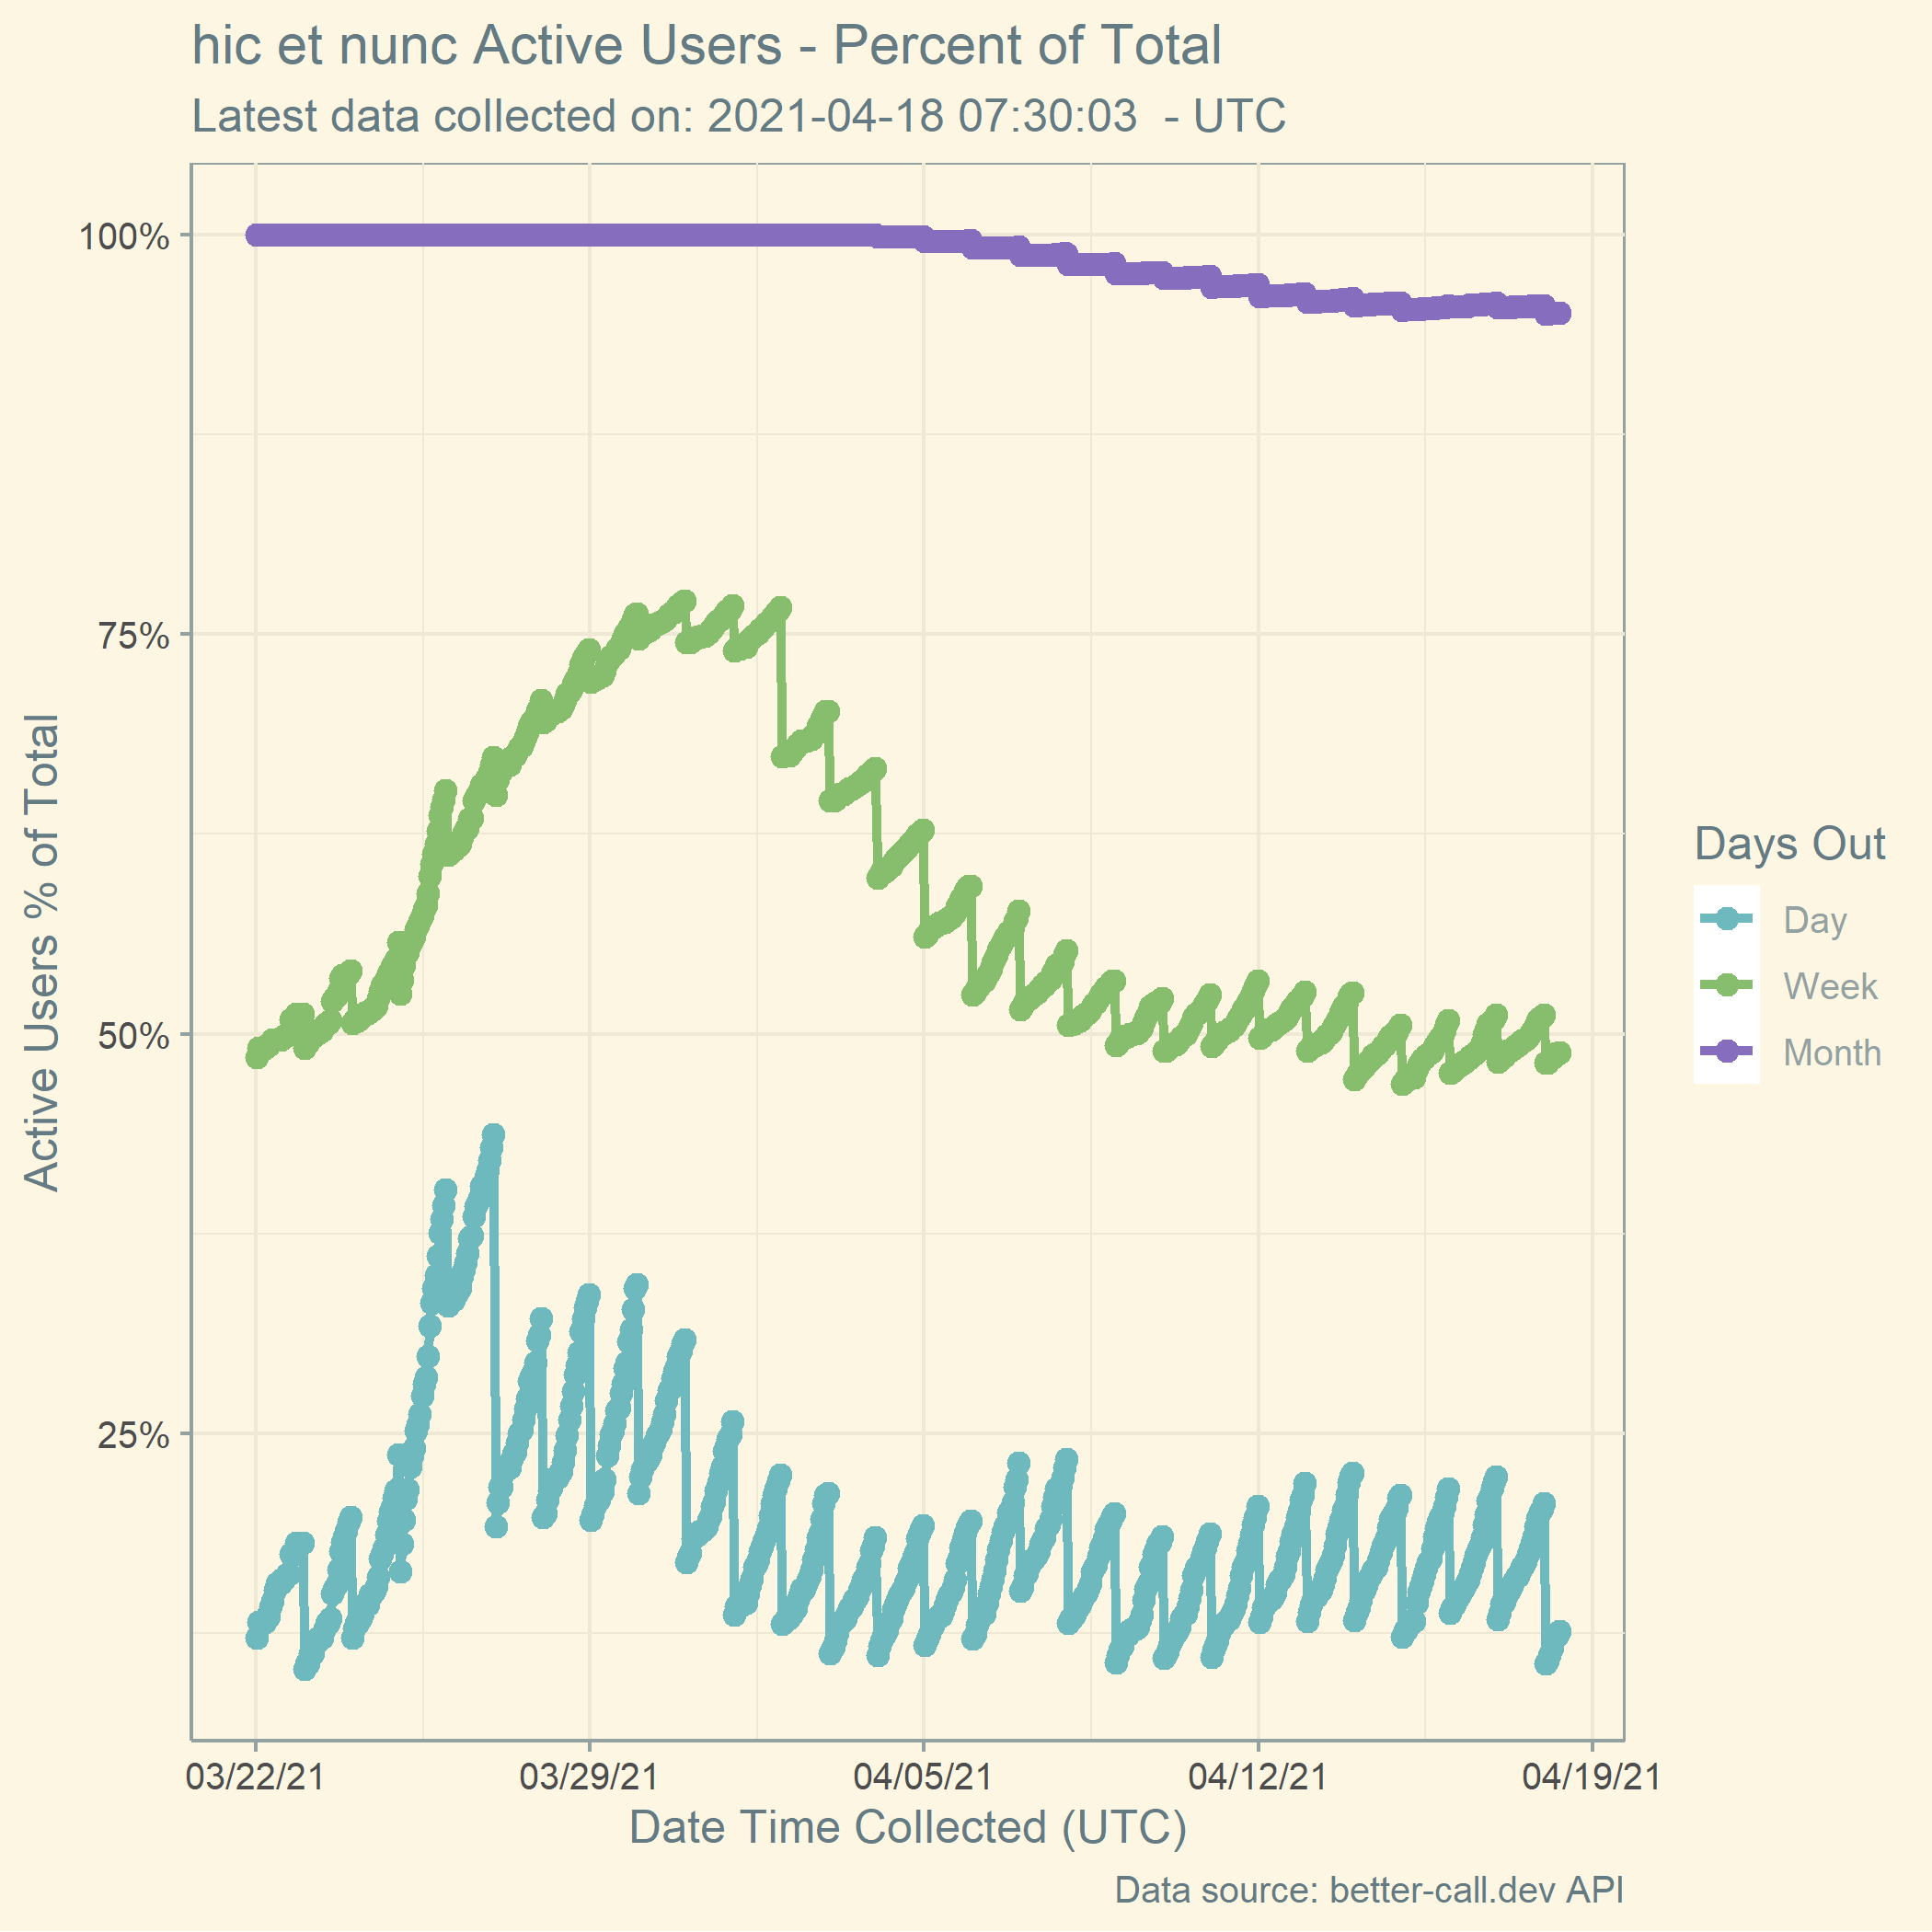 hic et nunc Active Users - Percent of Total
Latest data collected on: 2021-04-18 07:30:03  - UTC
Active Users % of Total
100%
75%
50%
25%
03/22/21
03/29/21
04/05/21
04/12/21
04/19/21
Date Time Collected (UTC)
Days Out
Day
Week
Month
Data source: better-call.dev API